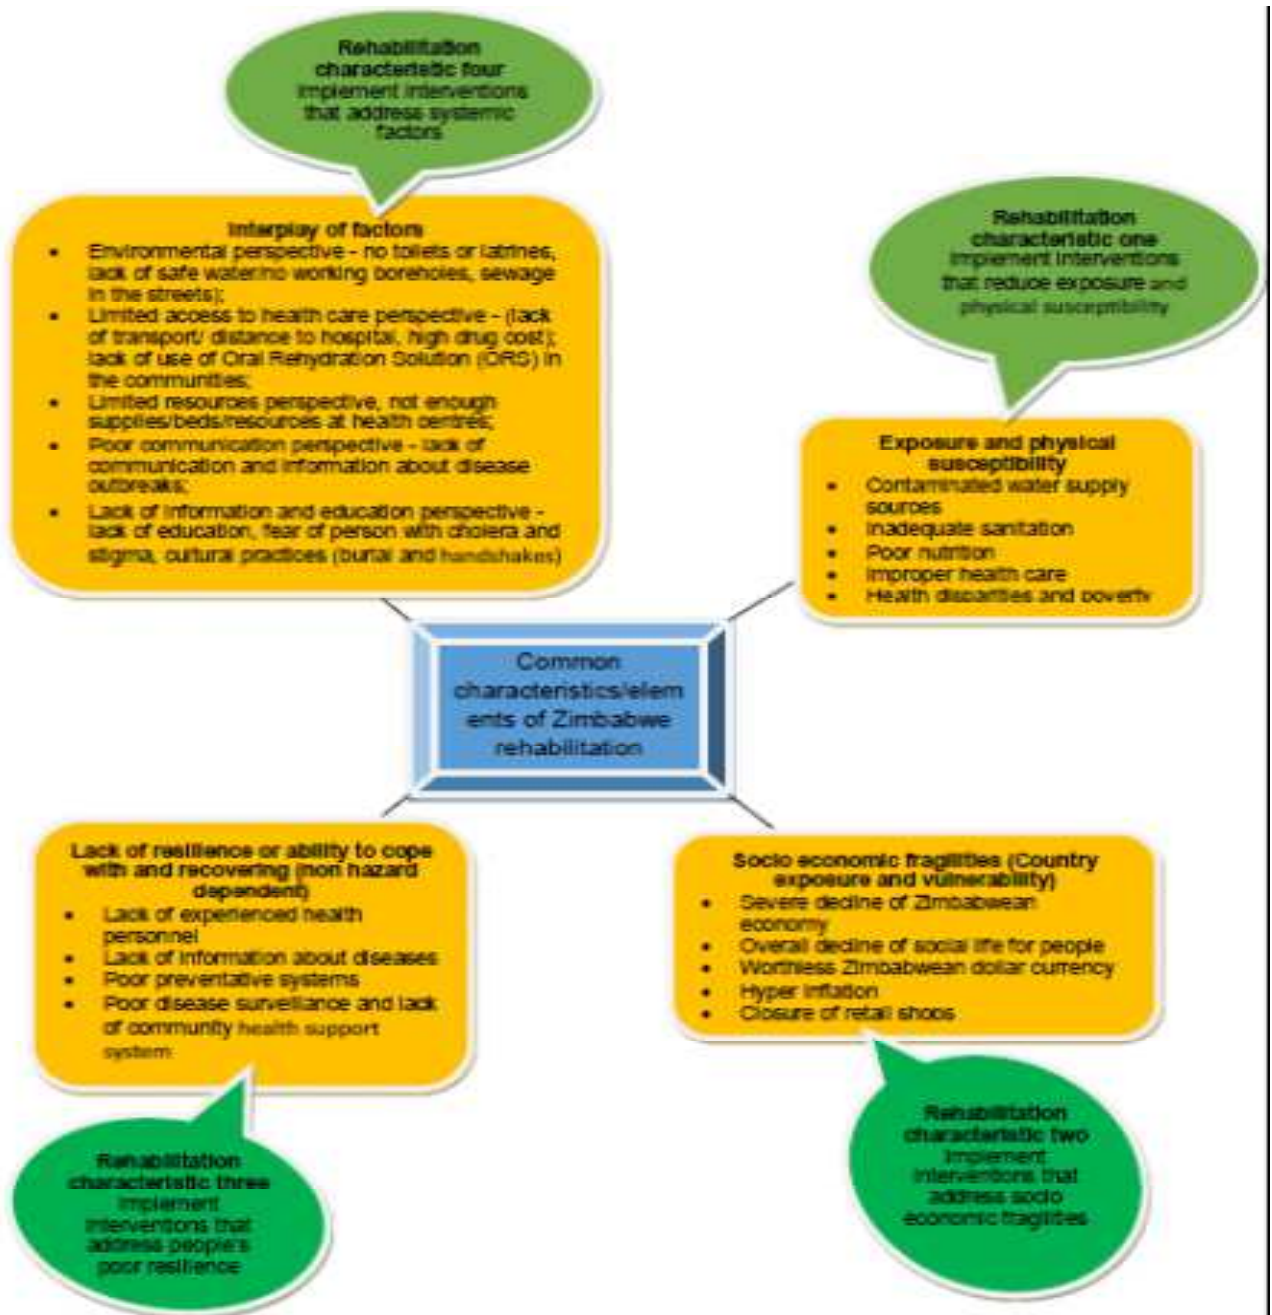 Rehabilitation
characteristic four
Implement interventions
that address systemic
factors
Interplay of factors
• Environmental perspective - no toilets or latrines,
lack of safe water/no working boreholes, sewage
in the streets);
• Limited access to health care perspective - (lack
of transport/ distance to hospital, high drug cost);
lack of use of Oral Rehydration Solution (ORS) in
the communities;
• Limited resources perspective, not enough
supplies/beds/resources at health centres;
• Poor communication perspective - lack of
communication and information about disease
outbreaks;
• Lack of information and education perspective -
lack of education, fear of person with cholera and
stigma, cultural practices (burial and handshakes)
Rehabilitation
characteristic one
Implement interventions
that reduce exposure and
physical susceptibility
Exposure and physical
susceptibility
• Contaminated water supply
sources
• Inadequate sanitation
• Poor nutrition
• Improper health care
• Health disparities and poverty
Common
characteristics/elem
ents of Zimbabwe
rehabilitation
Lack of resilience or ability to cope
with and recovering (non hazard
dependent)
• Lack of experienced health
personnel
• Lack of information about diseases
• Poor preventative systems
• Poor disease surveillance and lack
of community health support
system
Rehabilitation
characteristic three
Implement
interventions that
address people's
poor resilience
Socio economic fragilities (Country
exposure and vulnerability)
• Severe decline of Zimbabwean
economy
• Overall decline of social life for people
• Worthless Zimbabwean dollar currency
• Hyper inflation
• Closure of retail shops
Rehabilitation
characteristic two
Implement
interventions that
address socio
economic fragilities